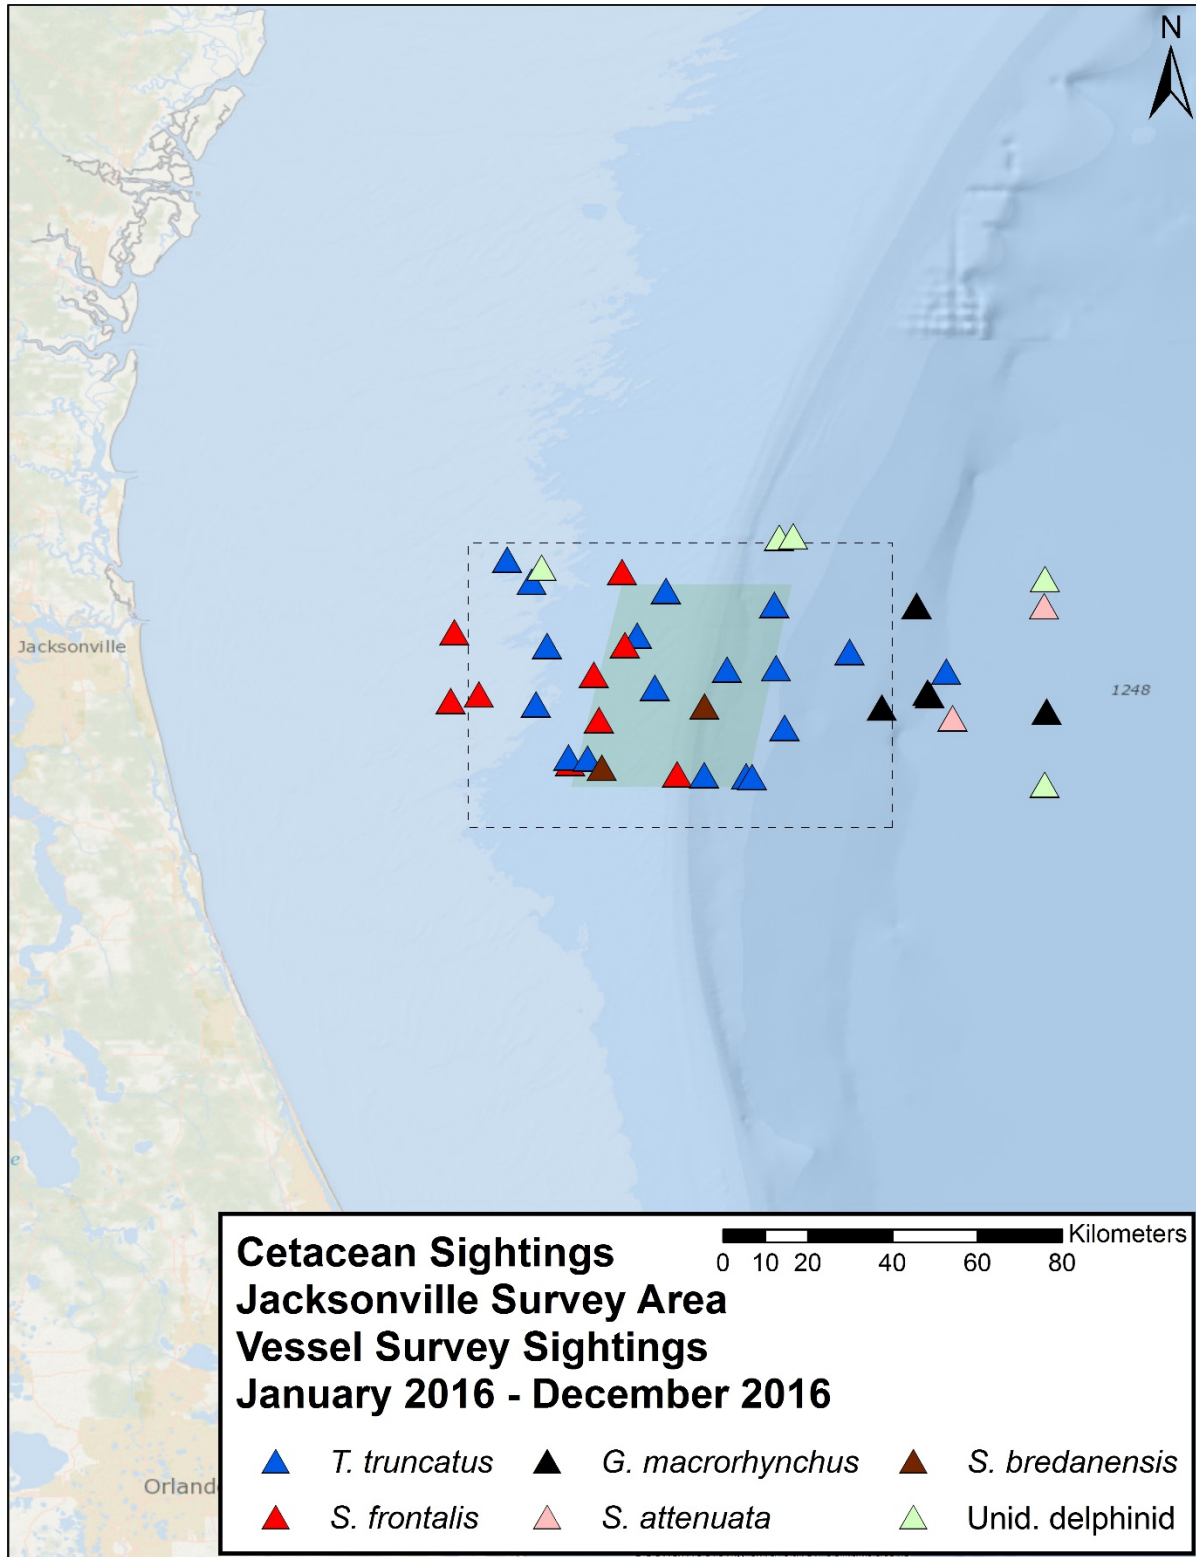 N
Jacksonville
1248
e
Orland
Cetacean Sightings
Jacksonville Survey Area
Vessel Survey Sightings
January 2016 - December 2016
Kilometers
0 10 20 40 60 80
T. truncatus
G. macrorhynchus
S. bredanensis
S. frontalis
S. attenuata
Unid. delphinid